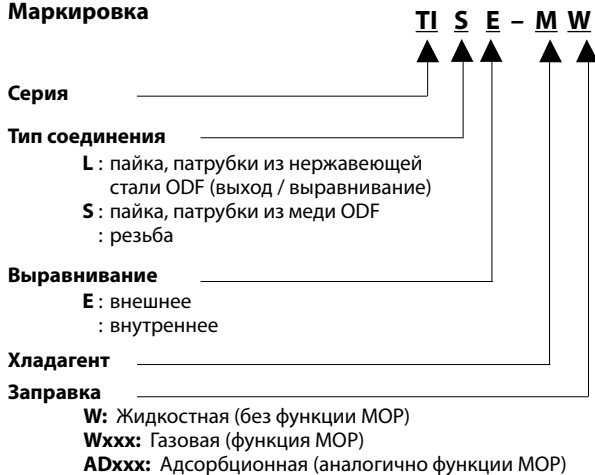 Маркировка
TI S E – M W
Серия
Тип соединения
L : пайка, патрубки из нержавеющей
стали ODF (выход / выравнивание)
S : пайка, патрубки из меди ODF
: резьба
Выравнивание
E : внешнее
: внутреннее
Хладагент
Заправка
W: Жидкостная (без функции MOP)
Wxxx: Газовая (функция MOP)
ADxxx: Адсорбционная (аналогично функции MOP)